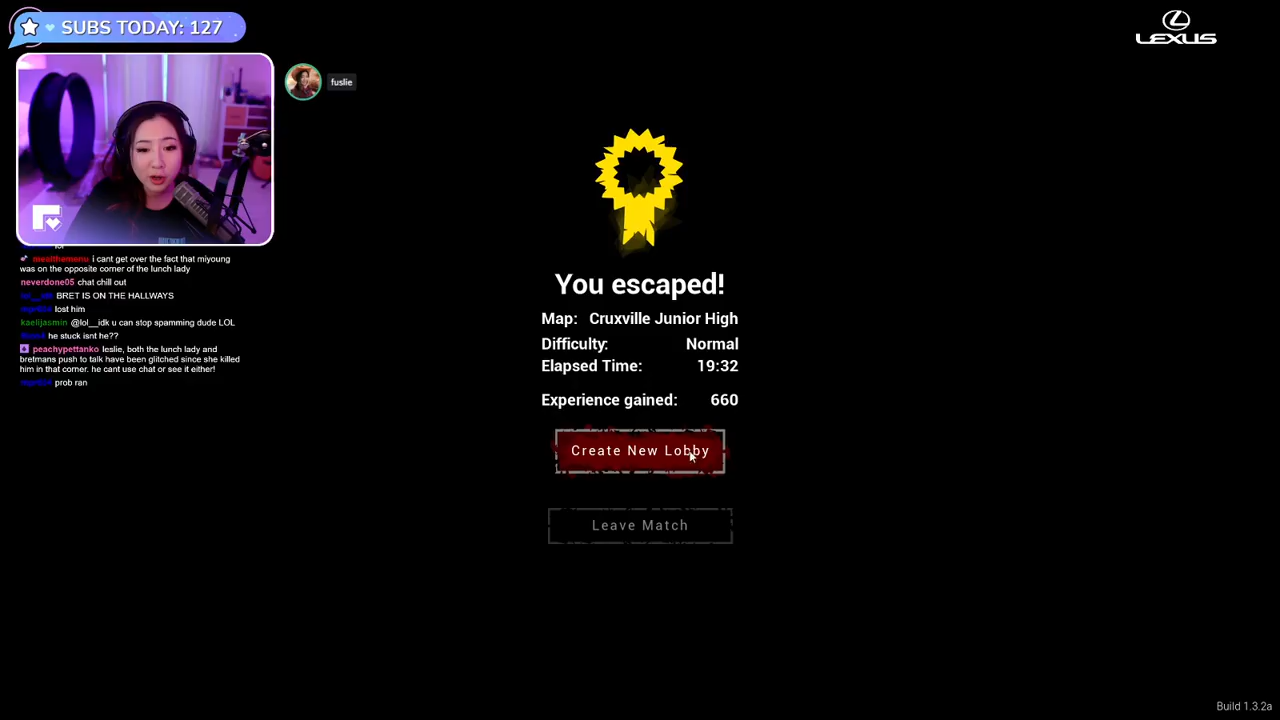 SUBS TODAY: 127
LEXUS
fuslie
You escaped!
Map: Cruxville Junior High
Difficulty: Normal
Elapsed Time: 19:32
Experience gained: 660
Create New Lobby
Leave Match
mealthemenu i cant get over the fact that miyoung
was on the opposite corner of the lunch lady
neverdone05 chat chill out
BRET IS ON THE HALLWAYS
lost him
kaelijasmin @lol__idk u can stop spamming dude LOL
he stuck isnt he??
peachypettanko leslie, both the lunch lady and
bretmans push to talk have been glitched since she killed
him in that corner. he cant use chat or see it either!
prob ran
Build 1.3.2a